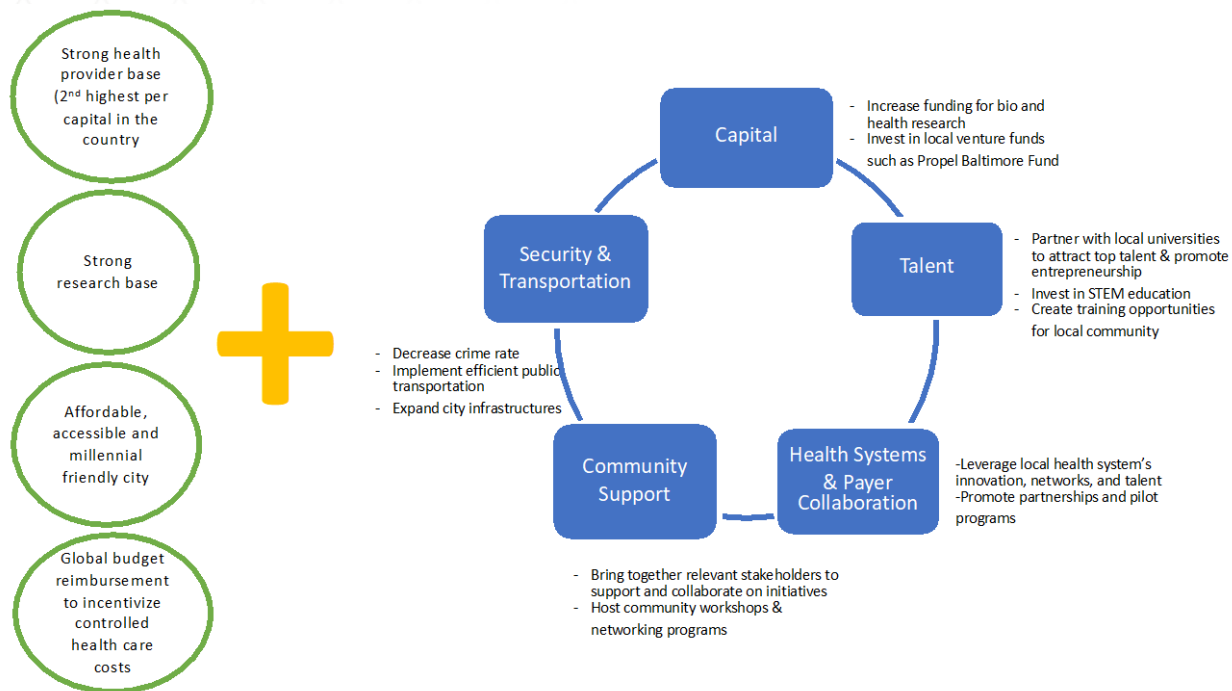 Strong health
provider base
(2nd highest per
capital in the
country
Strong
research base
Affordable,
accessible and
millennial
friendly city
Global budget
reimbursement
to incentivize
controlled
health care
costs
Capital
- Increase funding for bio and
health research
- Invest in local venture funds
such as Propel Baltimore Fund
Talent
- Partner with local universities
to attract top talent & promote
entrepreneurship
- Invest in STEM education
- Create training opportunities
for local community
Health Systems
& Payer
Collaboration
-Leverage local health system's
innovation, networks, and talent
-Promote partnerships and pilot
programs
Community
Support
- Bring together relevant stakeholders to
support and collaborate on initiatives
- Host community workshops &
networking programs
Security &
Transportation
- Decrease crime rate
- Implement efficient public
transportation
- Expand city infrastructures